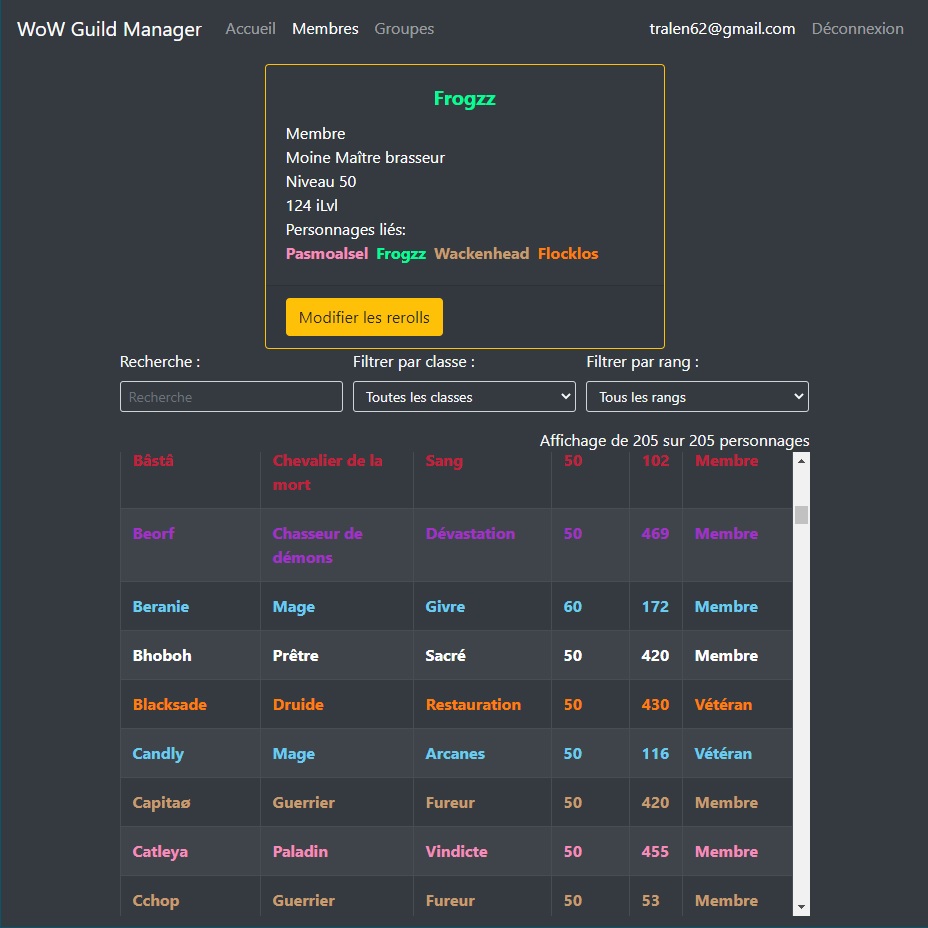 WoW Guild Manager Accueil Membres Groupes tralen62@gmail.com Déconnexion
Frogzz
Membre
Moine Maître brasseur
Niveau 50
124 iLvl
Personnages liés:
Pasmoalsel Frogzz Wackenhead Flocklos
Modifier les rerolls
Recherche : Filtrer par classe : Filtrer par rang :
Recherche Toutes les classes Tous les rangs
Affichage de 205 sur 205 personnages
Bâstâ Chevalier de la Sang 50 102 Membre
mort
Beorf Chasseur de Dévastation 50 469 Membre
démons
Beranie Mage Givre 60 172 Membre
Bhoboh Prêtre Sacré 50 420 Membre
Blacksade Druide Restauration 50 430 Vétéran
Candly Mage Arcanes 50 116 Vétéran
Capitaø Guerrier Fureur 50 420 Membre
Catleya Paladin Vindicte 50 455 Membre
Cchop Guerrier Fureur 50 53 Membre